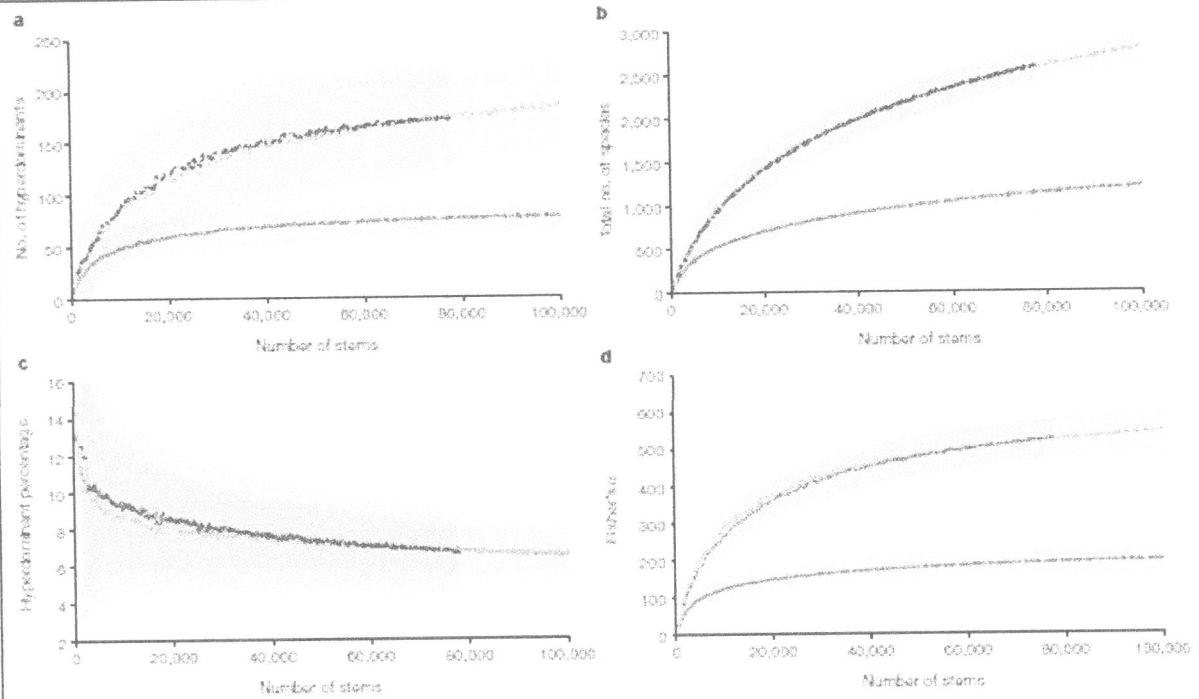 a
250
200
150
100
50
0
No. of hyperdominants
0 20,000 40,000 60,000 80,000 100,000
Number of stems
b
3,000
2,500
2,000
1,500
1,000
500
0
Total no. of species
0 20,000 40,000 60,000 80,000 100,000
Number of stems
c
16
14
12
10
8
6
4
2
Hyperdominant percentage
0 20,000 40,000 60,000 80,000 100,000
Number of stems
d
700
600
500
400
300
200
100
0
Fisher's α
0 20,000 40,000 60,000 80,000 100,000
Number of stems